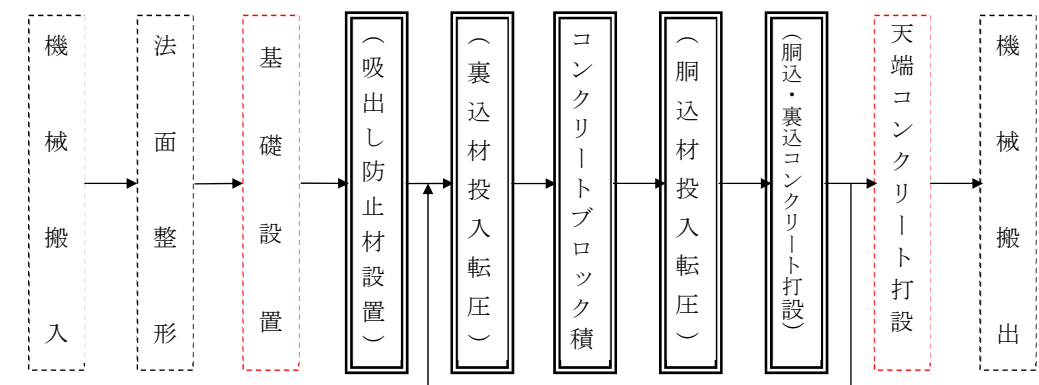 機械搬入
法面整形
基礎設置
（吸出し防止材設置）
（裏込材投入転圧）
コンクリートブロック積
（胴込材投入転圧）
（胴込・裏込コンクリート打設）
天端コンクリート打設
機械搬出